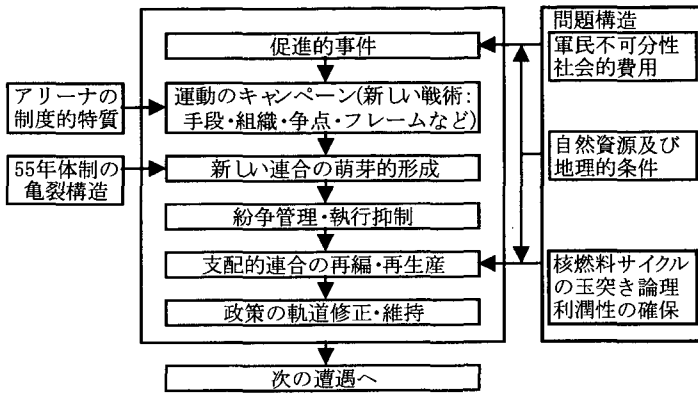 促進的事件
運動のキャンペーン(新しい戦術:
手段・組織・争点・フレームなど)
新しい連合の萌芽的形成
紛争管理・執行抑制
支配的連合の再編・再生産
政策の軌道修正・維持
次の遭遇へ
アリーナの
制度的特質
55年体制の
亀裂構造
問題構造
軍民不可分性
社会的費用
自然資源及び
地理的条件
核燃料サイクル
の玉突き論理
利潤性の確保